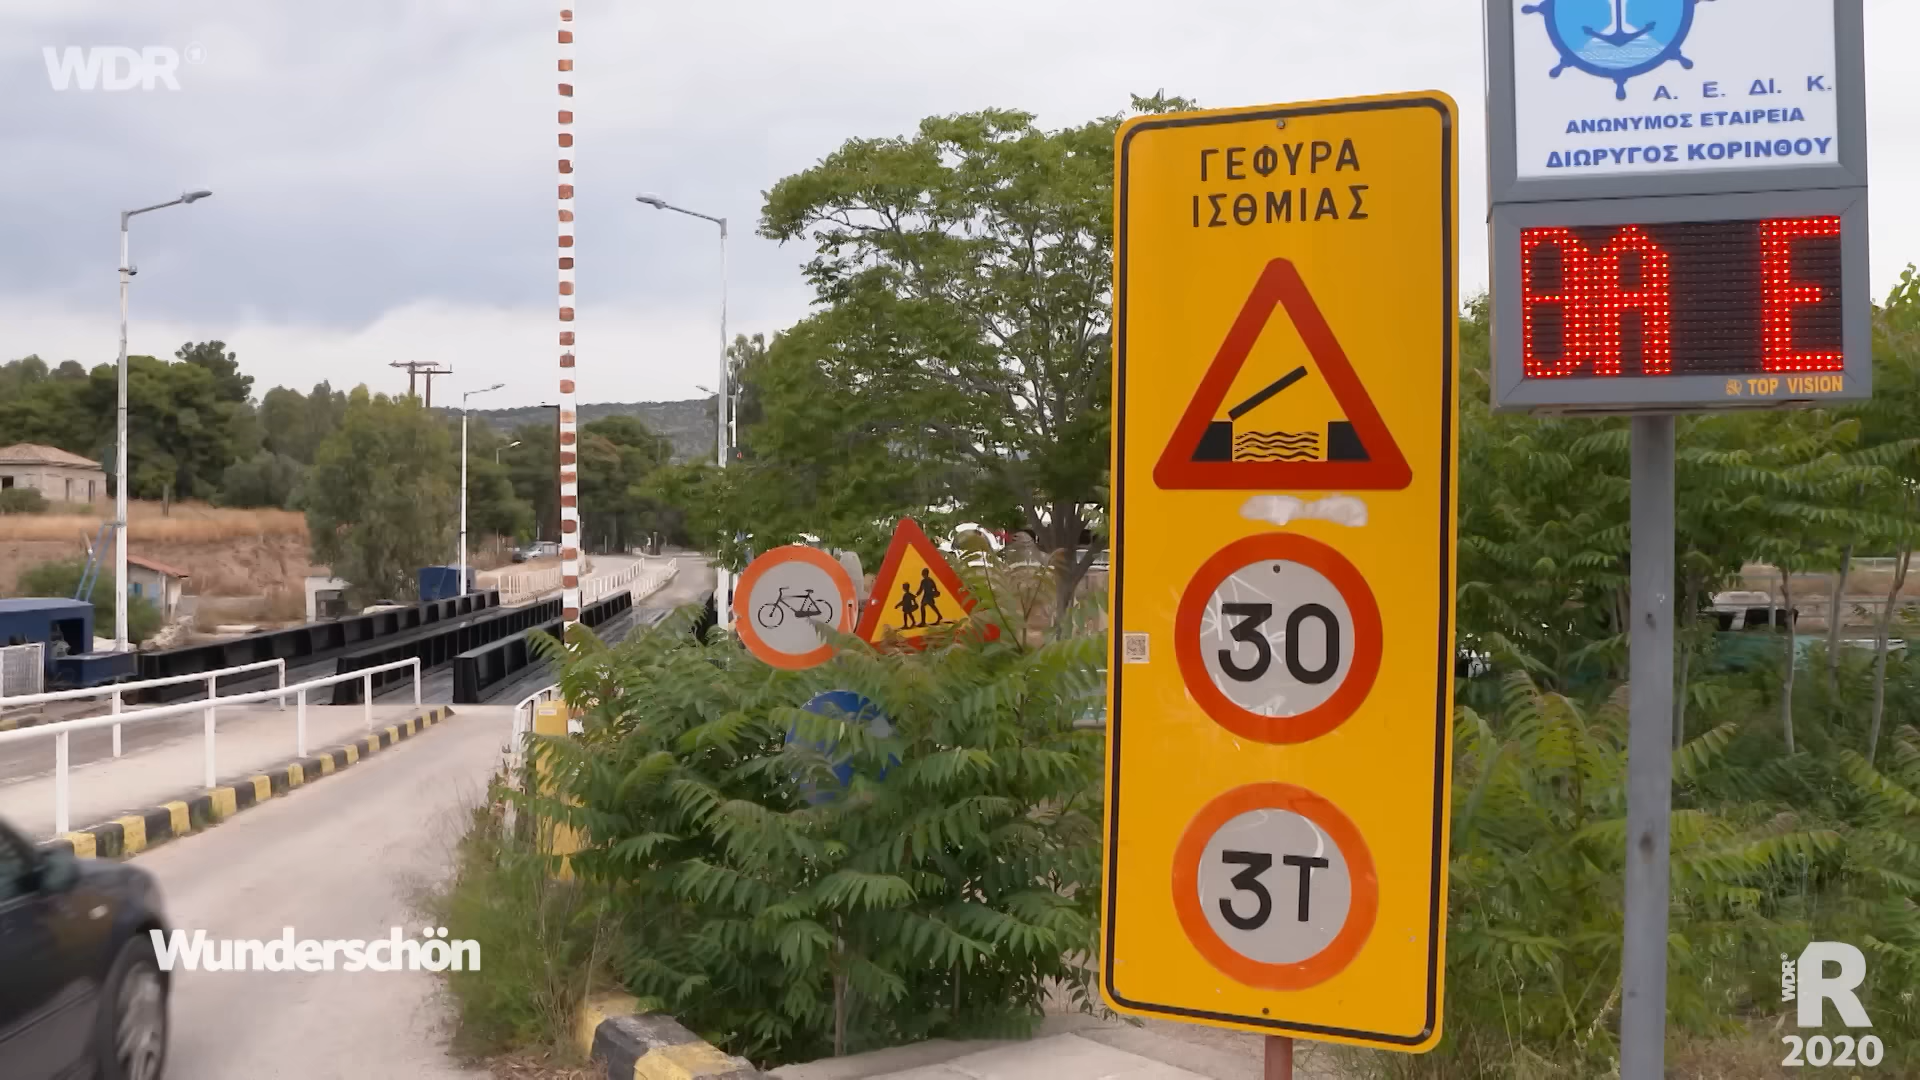 WDR
Α. Ε. ΔΙ. Κ.
ΑΝΩΝΥΜΟΣ ΕΤΑΙΡΕΙΑ
ΔΙΩΡΥΓΟΣ ΚΟΡΙΝΘΟΥ
ΓΕΦΥΡΑ
ΙΣΘΜΙΑΣ
TOP VISION
30
3T
Wunderschön
WDR R
2020